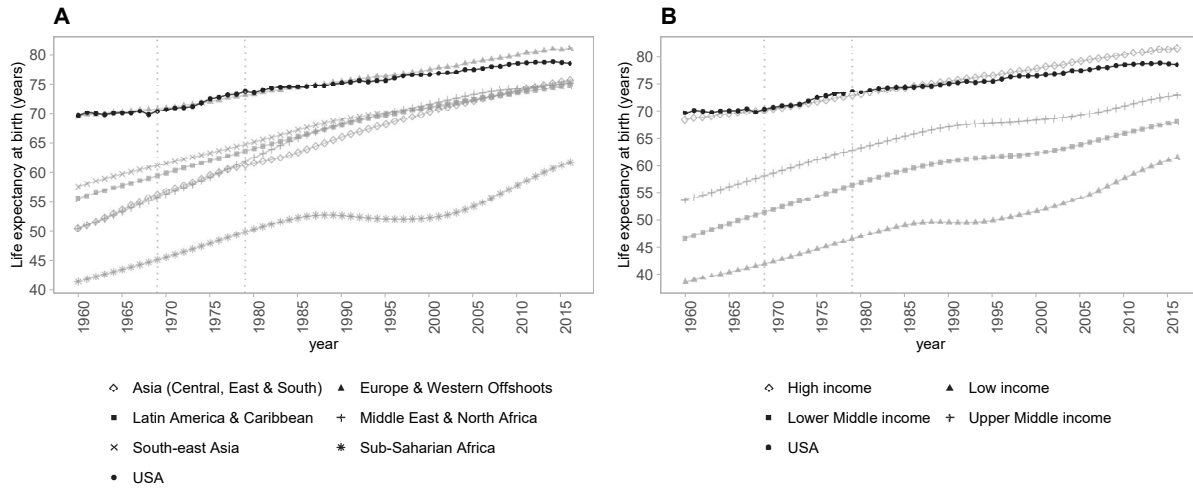 A
Life expectancy at birth (years)
80
75
70
65
60
55
50
45
40
1960
1965
1970
1975
1980
1985
1990
1995
2000
2005
2010
2015
year
Asia (Central, East & South)
Europe & Western Offshoots
Latin America & Caribbean
Middle East & North Africa
South-east Asia
Sub-Saharian Africa
USA
B
Life expectancy at birth (years)
80
75
70
65
60
55
50
45
40
1960
1965
1970
1975
1980
1985
1990
1995
2000
2005
2010
2015
year
High income
Low income
Lower Middle income
Upper Middle income
USA